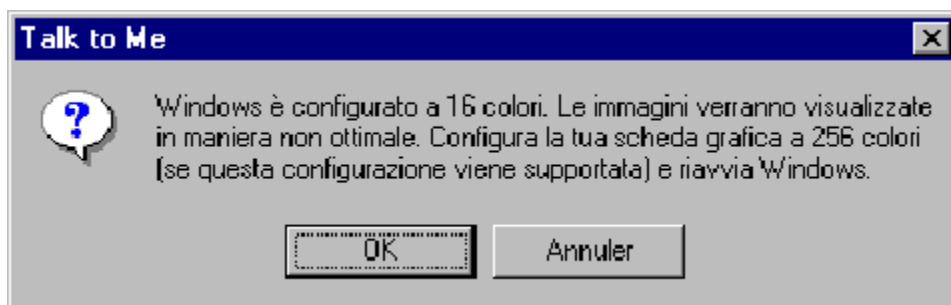 Talk to Me
Windows è configurato a 16 colori. Le immagini verranno visualizzate
in maniera non ottimale. Configura la tua scheda grafica a 256 colori
(se questa configurazione viene supportata) e riavvia Windows.
OK
Annuler